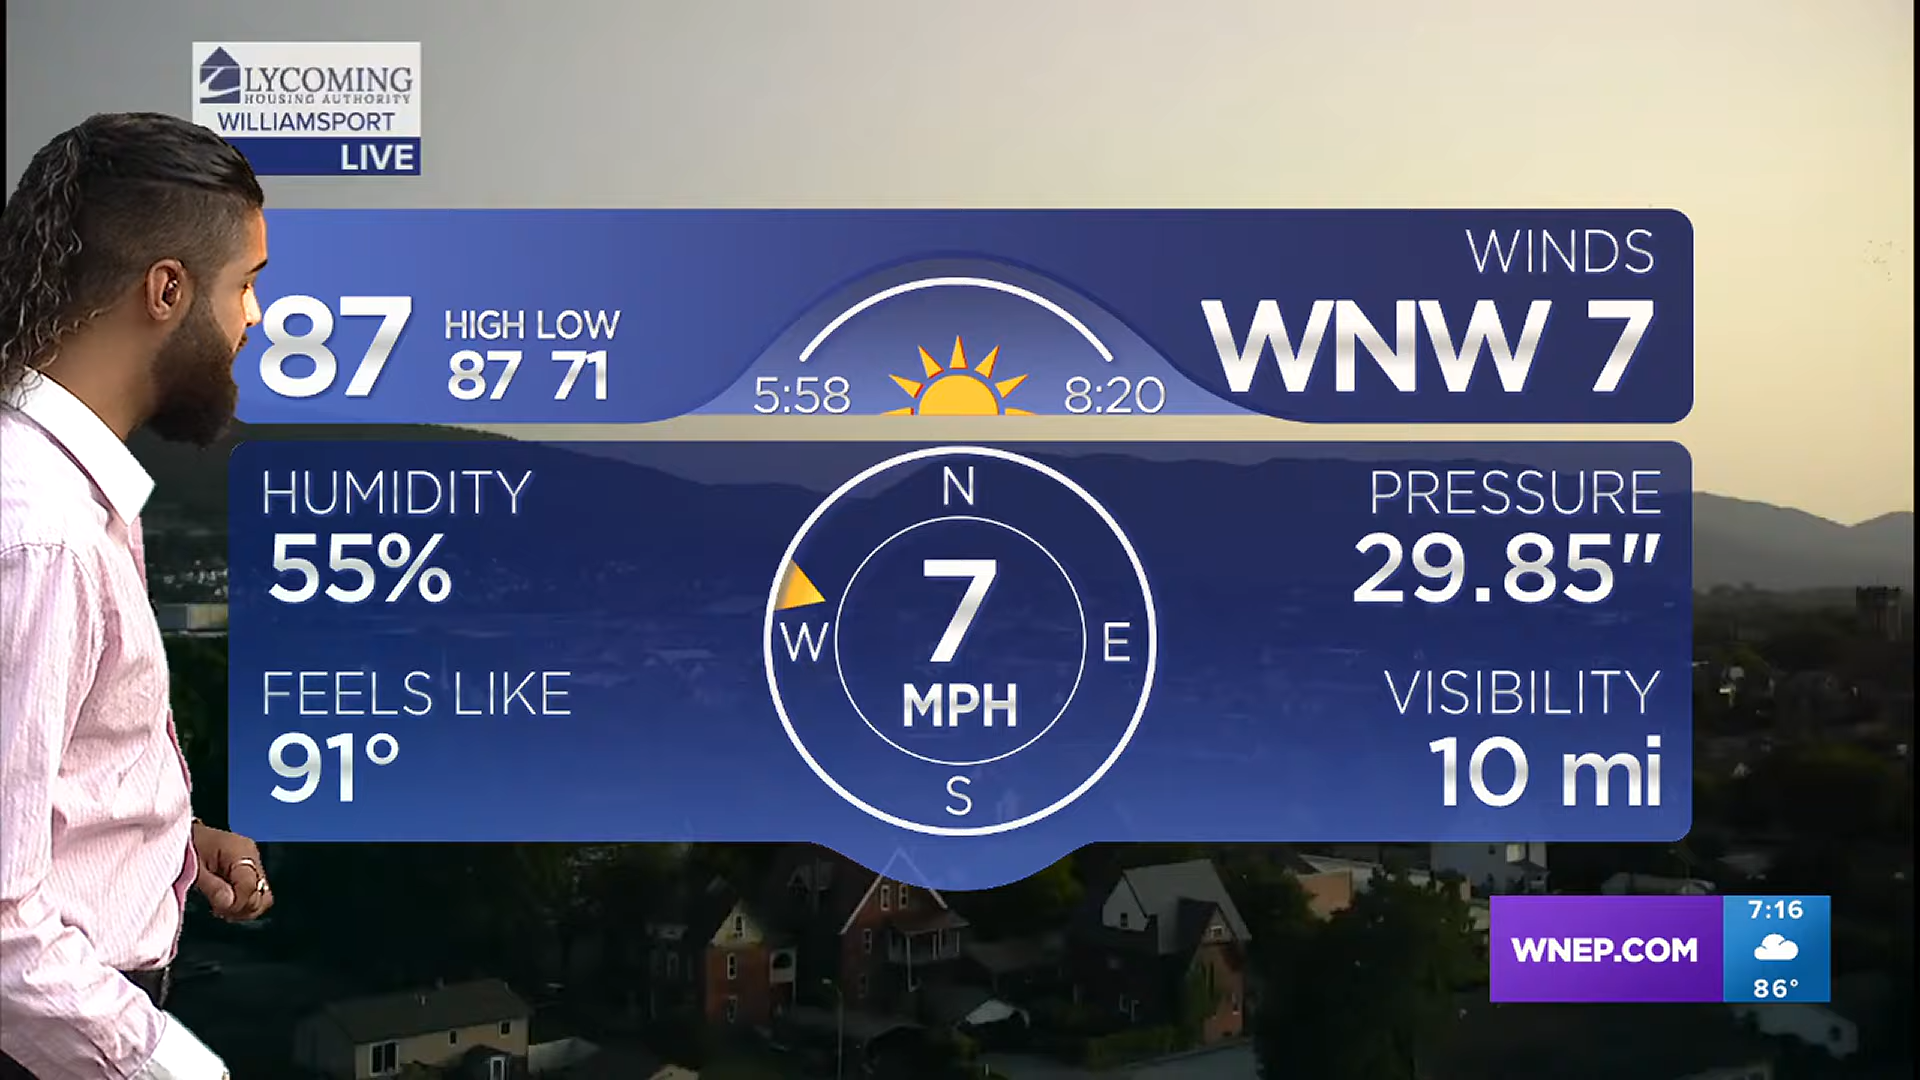 LYCOMING
HOUSING AUTHORITY
WILLIAMSPORT
LIVE
87
HIGH LOW
87 71
5:58
8:20
WINDS
WNW 7
HUMIDITY
55%
FEELS LIKE
91°
N
W
E
S
7
MPH
PRESSURE
29.85"
VISIBILITY
10 mi
WNEP.COM
7:16
86°